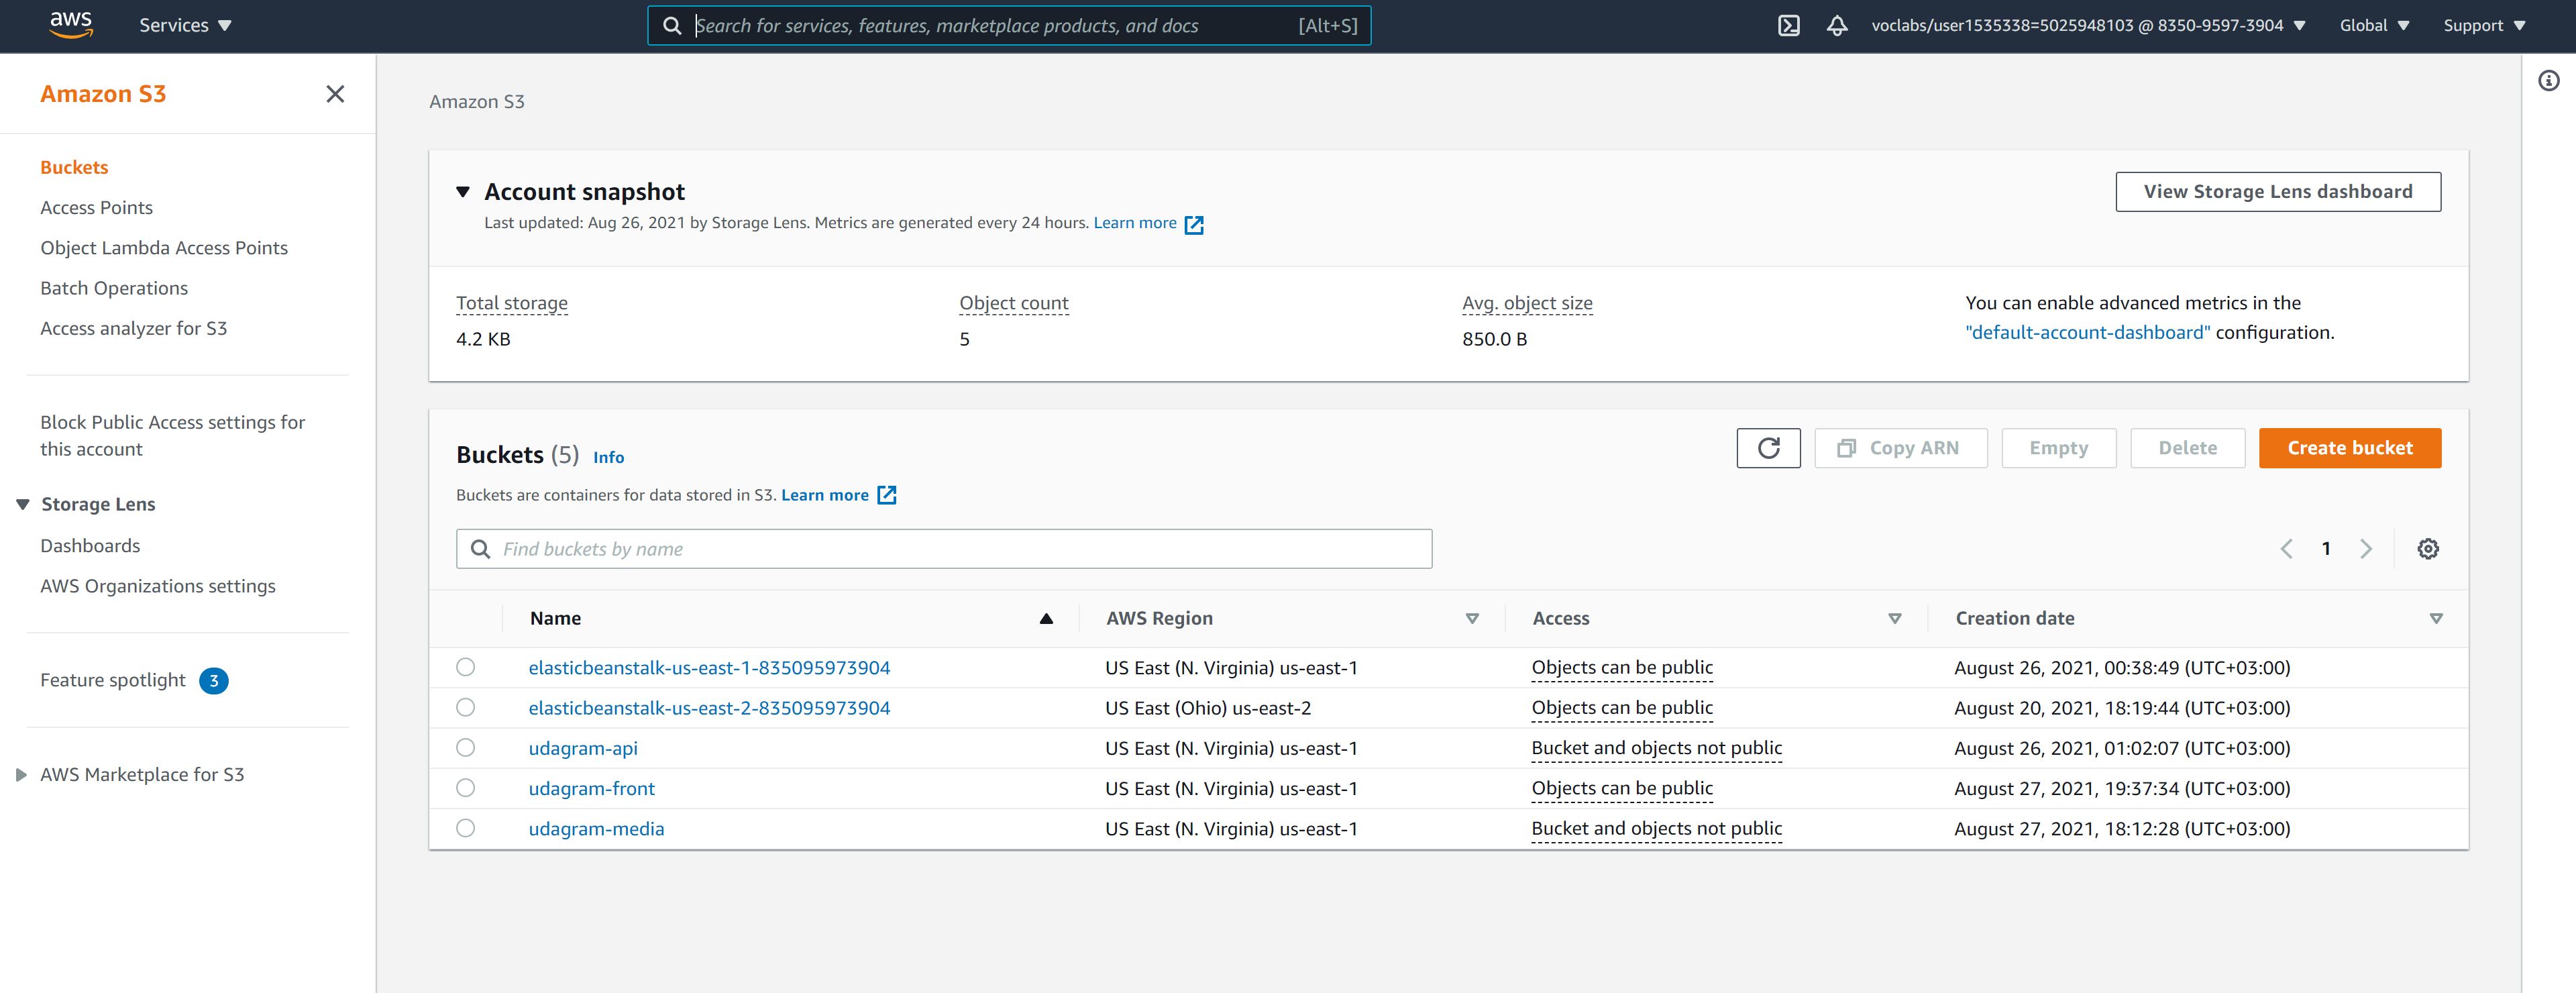 aws
Services
Search for services, features, marketplace products, and docs [Alt+S]
voclabs/user1535338=5025948103 @ 8350-9597-3904
Global
Support
Amazon S3
Buckets
Access Points
Object Lambda Access Points
Batch Operations
Access analyzer for S3
Block Public Access settings for
this account
Storage Lens
Dashboards
AWS Organizations settings
Feature spotlight 3
AWS Marketplace for S3
Amazon S3
Account snapshot
View Storage Lens dashboard
Last updated: Aug 26, 2021 by Storage Lens. Metrics are generated every 24 hours. Learn more
Total storage
4.2 KB
Object count
5
Avg. object size
850.0 B
You can enable advanced metrics in the
"default-account-dashboard" configuration.
Buckets (5) Info
Copy ARN
Empty
Delete
Create bucket
Buckets are containers for data stored in S3. Learn more
Find buckets by name
1
Name AWS Region Access Creation date
elasticbeanstalk-us-east-1-835095973904 US East (N. Virginia) us-east-1 Objects can be public August 26, 2021, 00:38:49 (UTC+03:00)
elasticbeanstalk-us-east-2-835095973904 US East (Ohio) us-east-2 Objects can be public August 20, 2021, 18:19:44 (UTC+03:00)
udagram-api US East (N. Virginia) us-east-1 Bucket and objects not public August 26, 2021, 01:02:07 (UTC+03:00)
udagram-front US East (N. Virginia) us-east-1 Objects can be public August 27, 2021, 19:37:34 (UTC+03:00)
udagram-media US East (N. Virginia) us-east-1 Bucket and objects not public August 27, 2021, 18:12:28 (UTC+03:00)